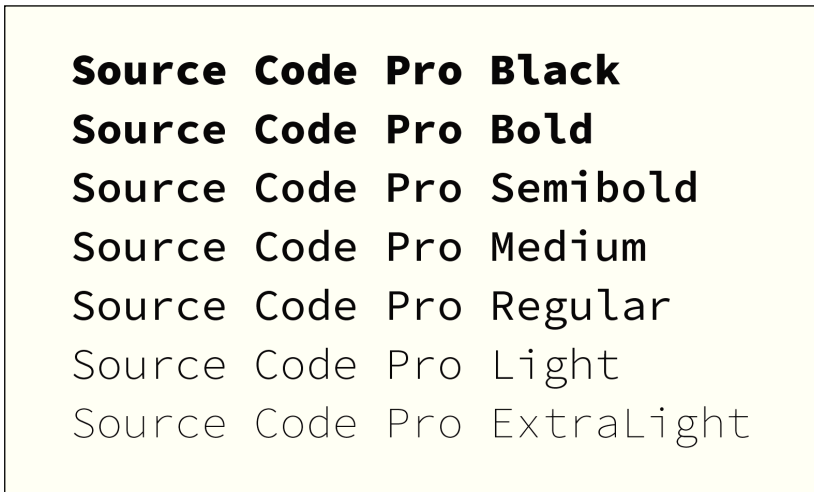 Source Code Pro Black
Source Code Pro Bold
Source Code Pro Semibold
Source Code Pro Medium
Source Code Pro Regular
Source Code Pro Light
Source Code Pro ExtraLight